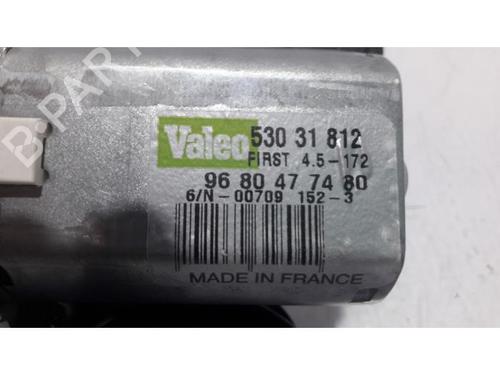 B-PARTS
Valeo 530 31 812
FIRST 4.5-172
96 80 47 74 80
6/N-00709 152-3
MADE IN FRANCE